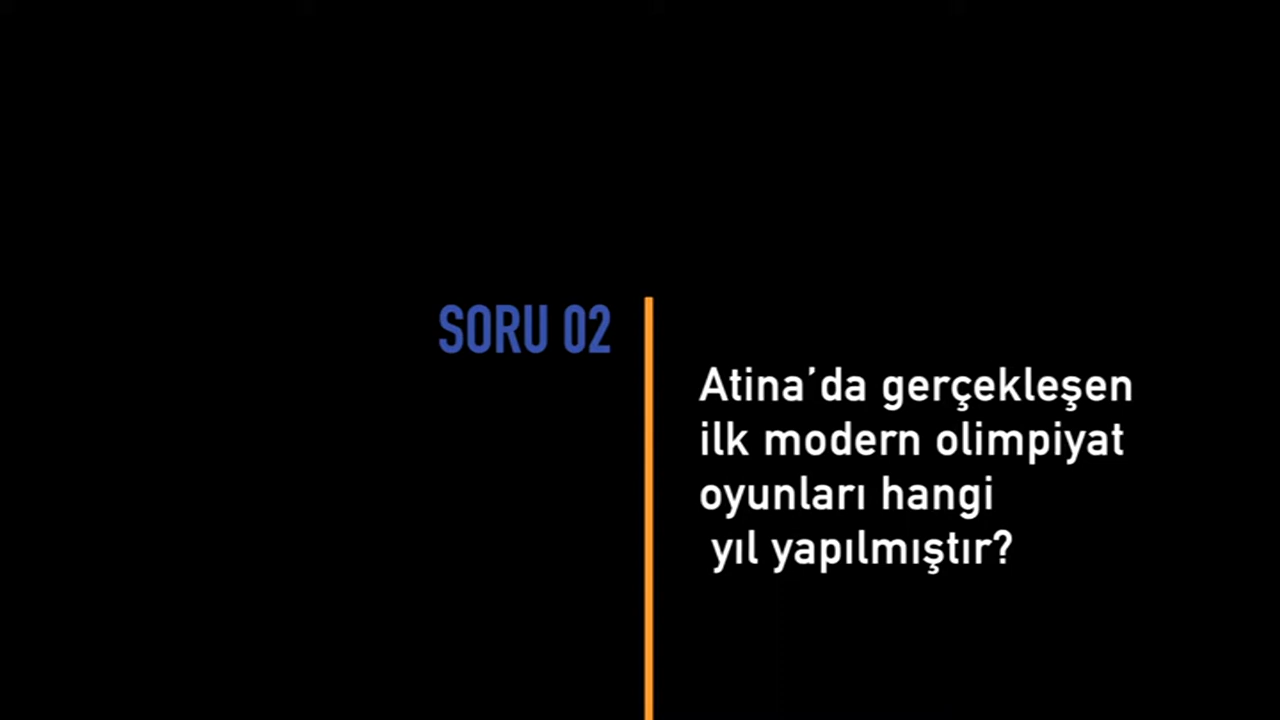 SORU 02
Atina’da gerçekleşen
ilk modern olimpiyat
oyunları hangi
yıl yapılmıştır?